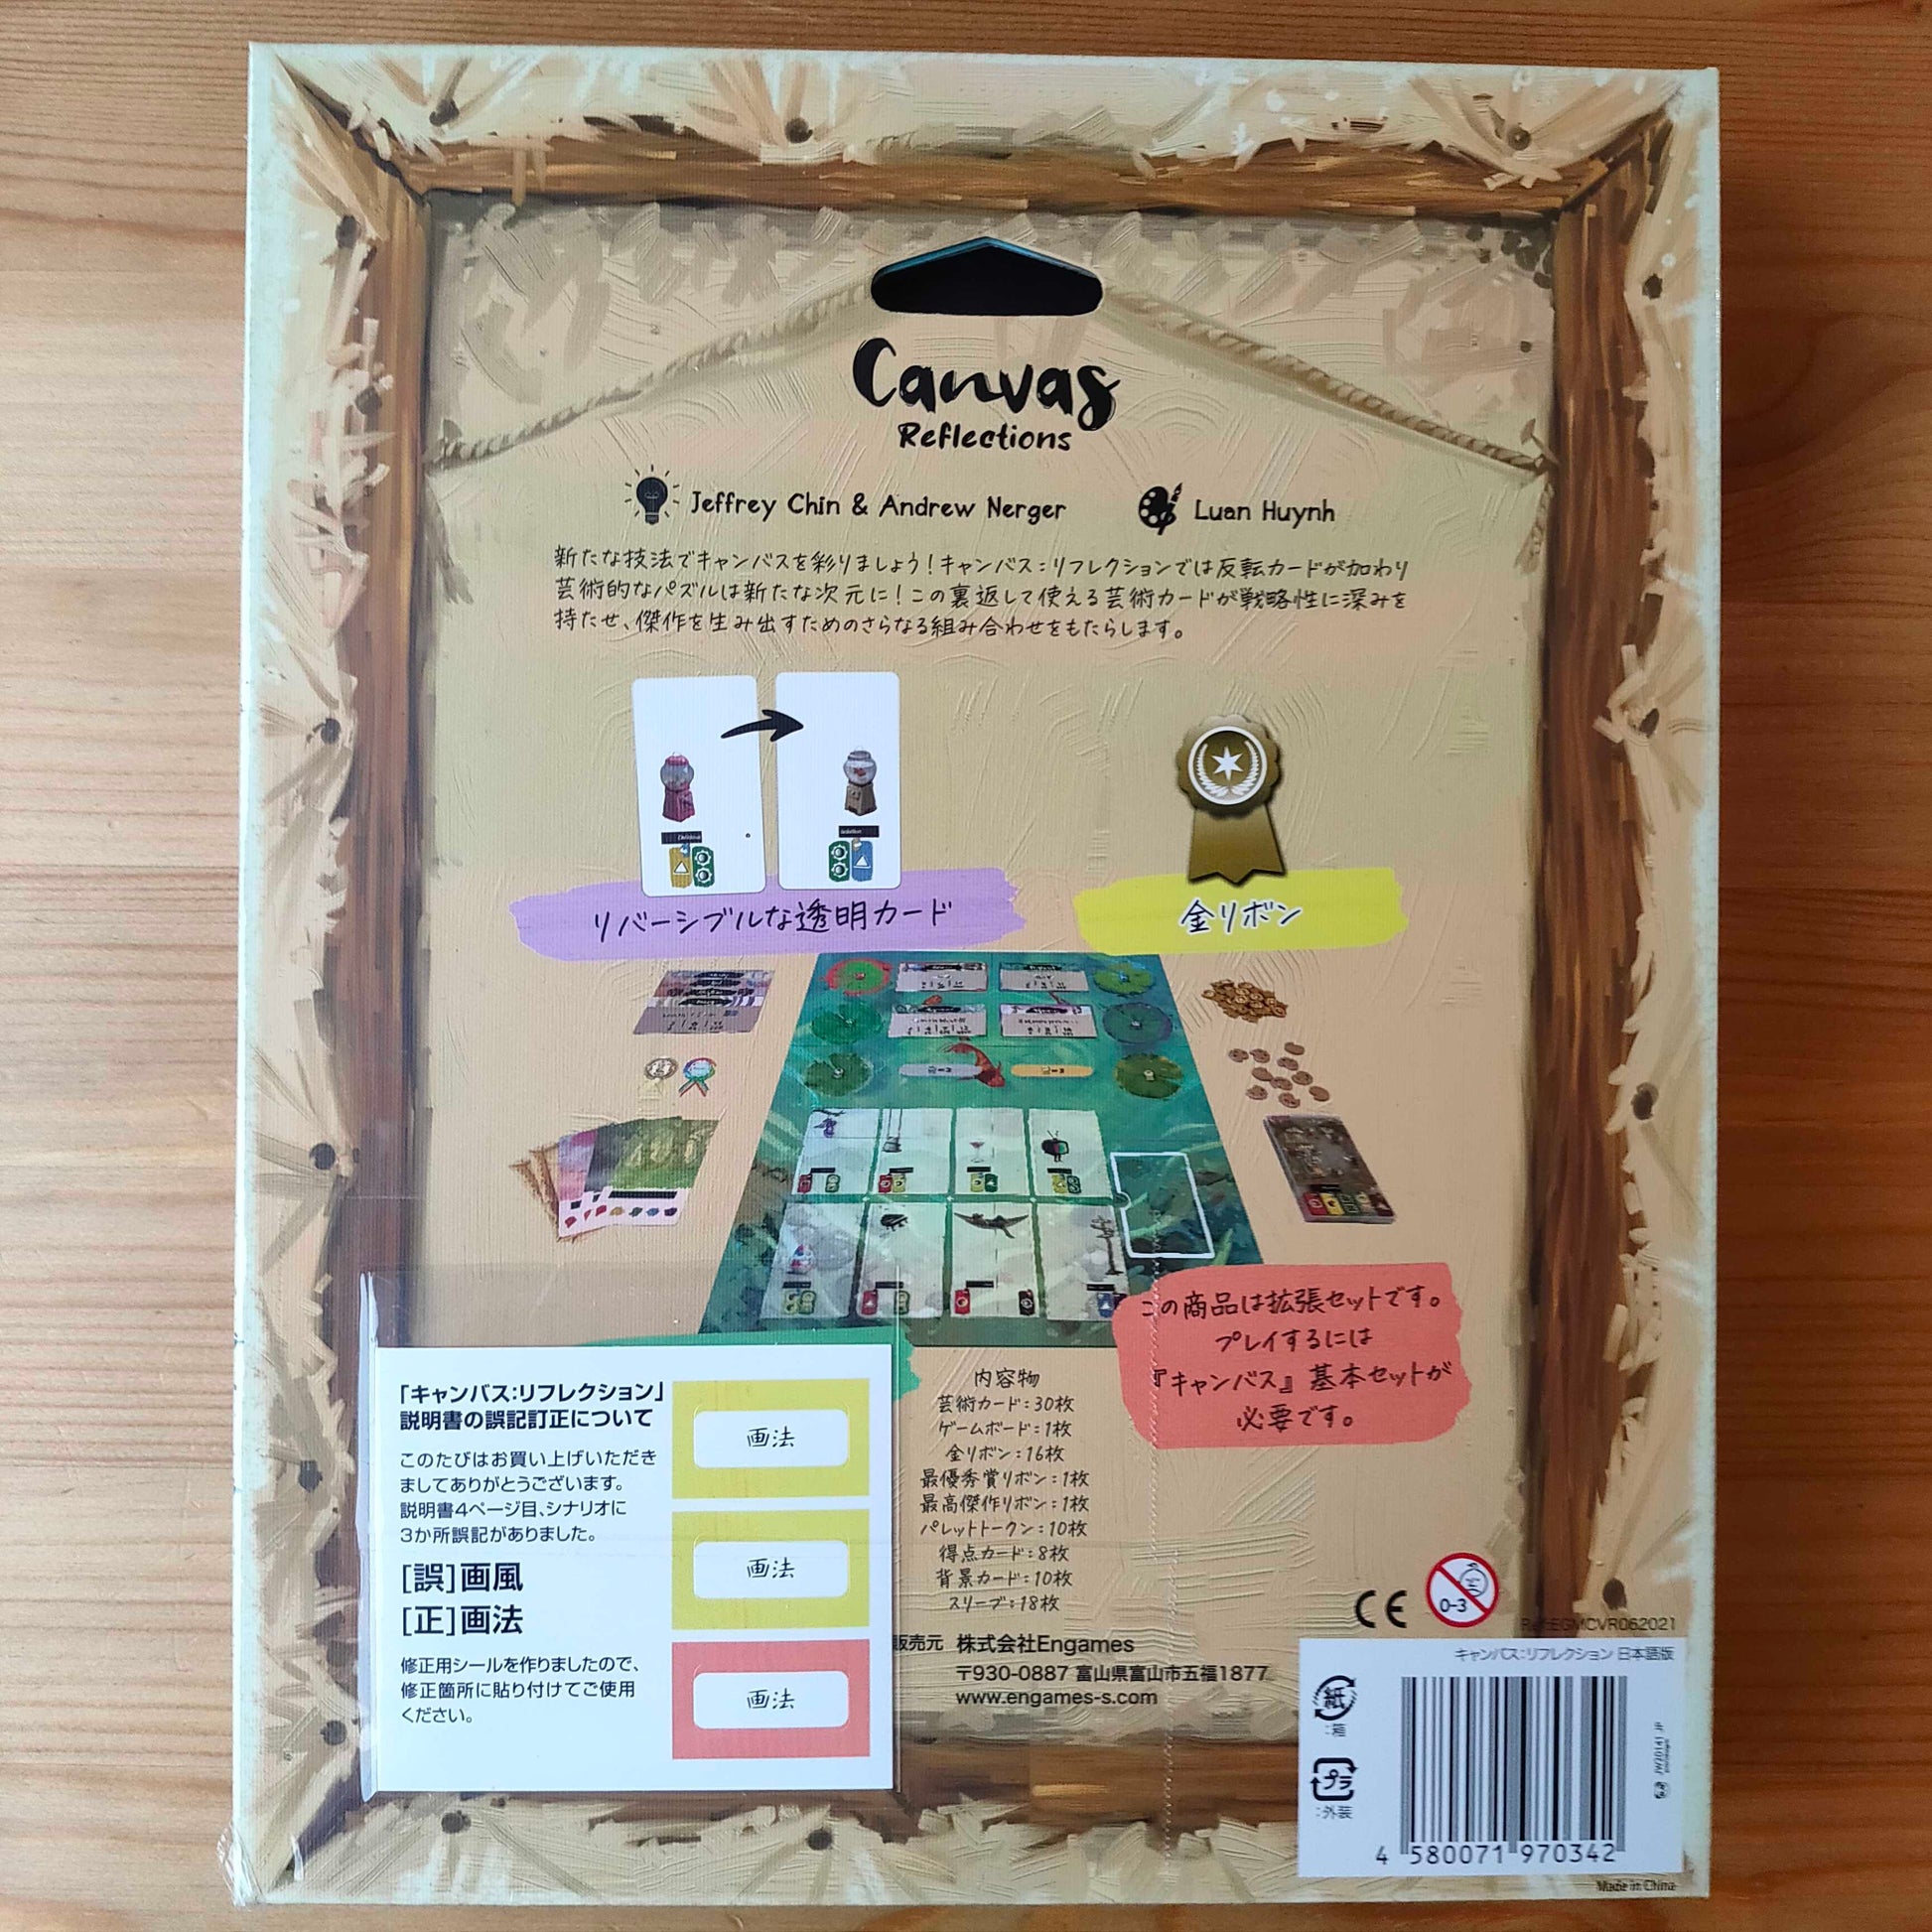 Canvas
Reflections
Jeffrey Chin & Andrew Nerger
Luan Huynh
新たな技法でキャンバスを彩りましょう!キャンバス:リフレクションでは反転カードが加わり
芸術的なパズルは新たな次元に!この裏返して使える芸術カードが戦略性に深みを
持たせ、傑作を生み出すためのさらなる組み合わせをもたらします。
リバーシブルな透明カード
金リボン
この商品は拡張セットです。
プレイするには
『キャンバス』基本セットが
必要です。
内容物
芸術カード:30枚
ゲームボード:1枚
金リボン:16枚
最優秀賞リボン:1枚
最高傑作リボン:1枚
パレットトークン:10枚
得点カード:8枚
背景カード:10枚
スリーブ:18枚
「キャンバス:リフレクション」
説明書の誤記訂正について
このたびはお買い上げいただき
ましてありがとうございます。
説明書4ページ目、シナリオに
3か所誤記がありました。
[誤]画風
[正]画法
修正用シールを作りましたので、
修正箇所に貼り付けてご使用
ください。
画法
画法
画法
販売元 株式会社Engames
〒930-0887 富山県富山市五福1877
www.engames-s.com
CE
0-3
EGMCVR062021
キャンバス:リフレクション 日本語版
紙
:箱
プラ
:外装
4 580071 970342
Made in China